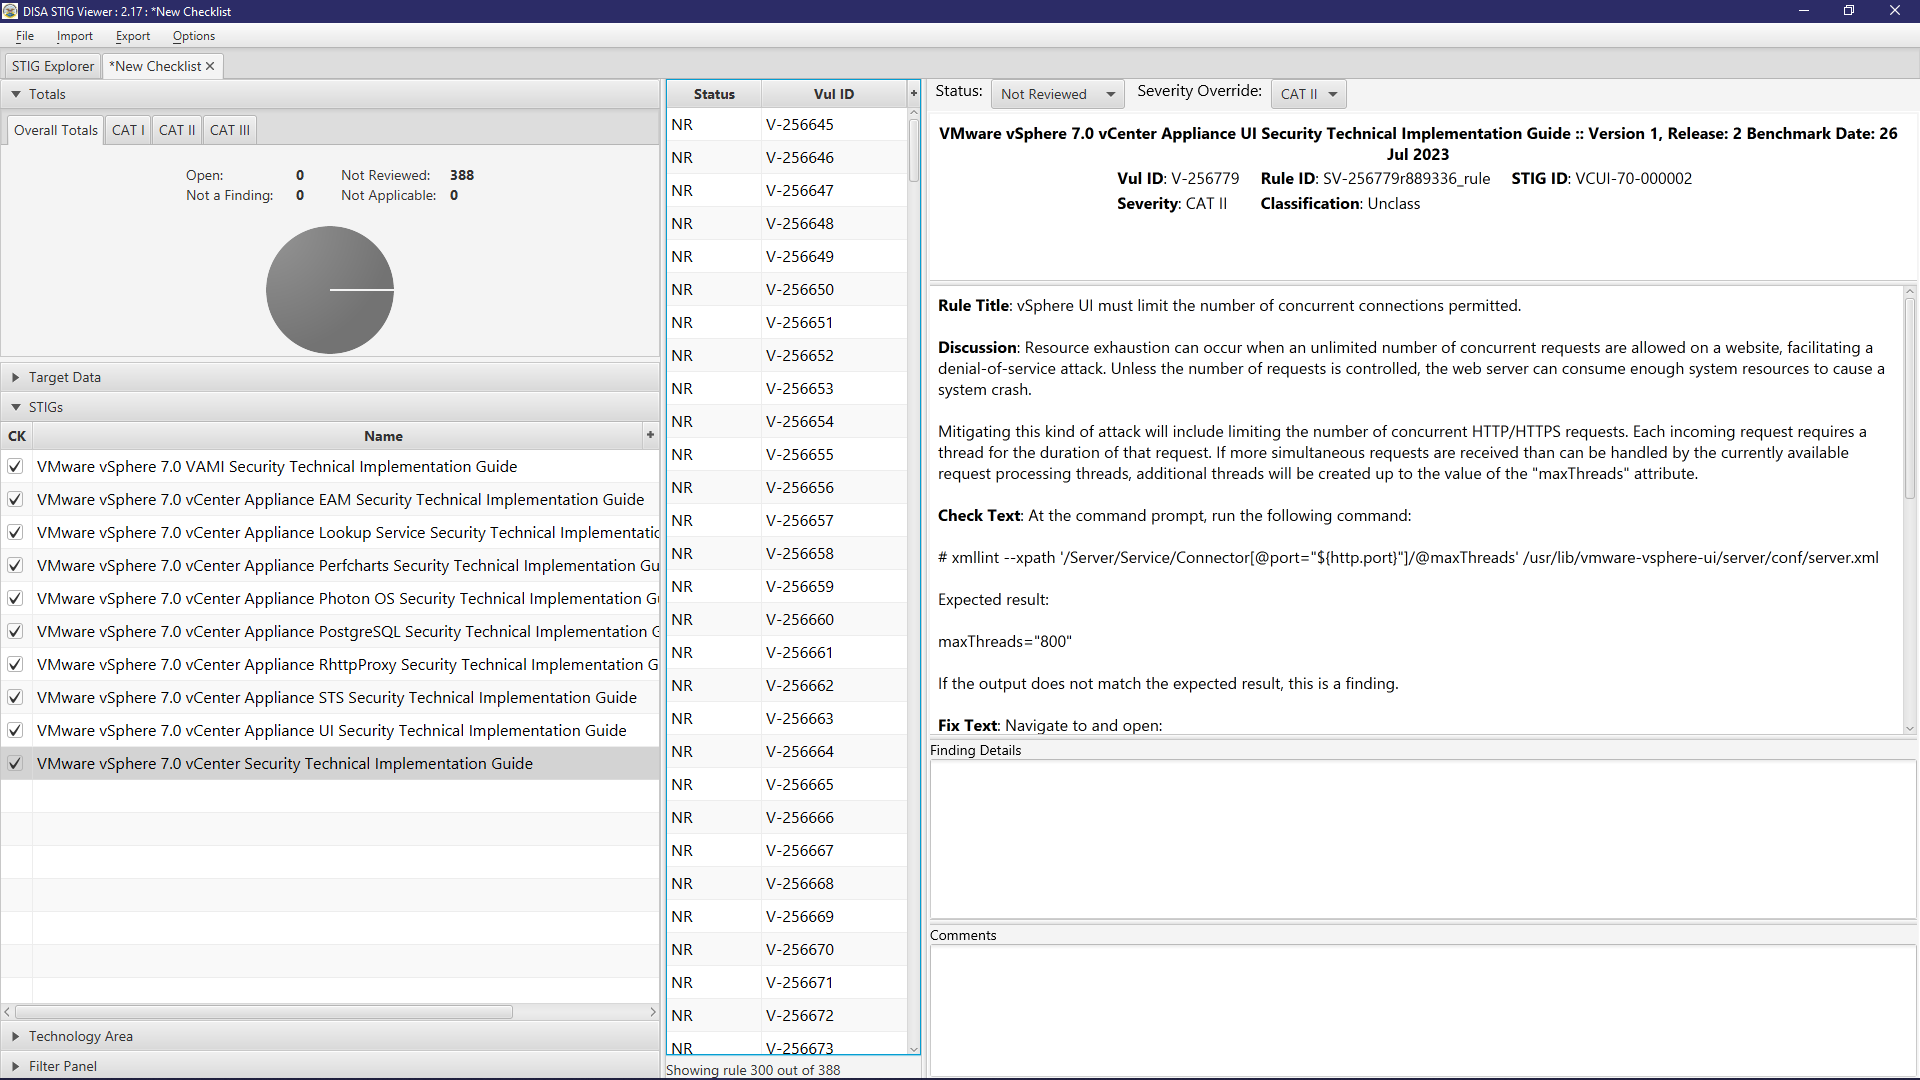 DISA STIG Viewer : 2.17 : *New Checklist
File Import Export Options
STIG Explorer *New Checklist
Totals
Overall Totals CAT I CAT II CAT III
Open: 0 Not Reviewed: 388
Not a Finding: 0 Not Applicable: 0
Target Data
STIGs
CK Name +
VMware vSphere 7.0 VAMI Security Technical Implementation Guide
VMware vSphere 7.0 vCenter Appliance EAM Security Technical Implementation Guide
VMware vSphere 7.0 vCenter Appliance Lookup Service Security Technical Implementatic
VMware vSphere 7.0 vCenter Appliance Perfcharts Security Technical Implementation Gu
VMware vSphere 7.0 vCenter Appliance Photon OS Security Technical Implementation G
VMware vSphere 7.0 vCenter Appliance PostgreSQL Security Technical Implementation G
VMware vSphere 7.0 vCenter Appliance RhttpProxy Security Technical Implementation G
VMware vSphere 7.0 vCenter Appliance STS Security Technical Implementation Guide
VMware vSphere 7.0 vCenter Appliance UI Security Technical Implementation Guide
VMware vSphere 7.0 vCenter Security Technical Implementation Guide
Technology Area
Filter Panel
Status Vul ID +
NR V-256645
NR V-256646
NR V-256647
NR V-256648
NR V-256649
NR V-256650
NR V-256651
NR V-256652
NR V-256653
NR V-256654
NR V-256655
NR V-256656
NR V-256657
NR V-256658
NR V-256659
NR V-256660
NR V-256661
NR V-256662
NR V-256663
NR V-256664
NR V-256665
NR V-256666
NR V-256667
NR V-256668
NR V-256669
NR V-256670
NR V-256671
NR V-256672
NR V-256673
Showing rule 300 out of 388
Status: Not Reviewed Severity Override: CAT II
VMware vSphere 7.0 vCenter Appliance UI Security Technical Implementation Guide :: Version 1, Release: 2 Benchmark Date: 26
Jul 2023
Vul ID: V-256779 Rule ID: SV-256779r889336_rule STIG ID: VCUI-70-000002
Severity: CAT II Classification: Unclass
Rule Title: vSphere UI must limit the number of concurrent connections permitted.
Discussion: Resource exhaustion can occur when an unlimited number of concurrent requests are allowed on a website, facilitating a
denial-of-service attack. Unless the number of requests is controlled, the web server can consume enough system resources to cause a
system crash.
Mitigating this kind of attack will include limiting the number of concurrent HTTP/HTTPS requests. Each incoming request requires a
thread for the duration of that request. If more simultaneous requests are received than can be handled by the currently available
request processing threads, additional threads will be created up to the value of the "maxThreads" attribute.
Check Text: At the command prompt, run the following command:
# xmllint --xpath '/Server/Service/Connector[@port="${http.port}"]/@maxThreads' /usr/lib/vmware-vsphere-ui/server/conf/server.xml
Expected result:
maxThreads="800"
If the output does not match the expected result, this is a finding.
Fix Text: Navigate to and open:
Finding Details
Comments